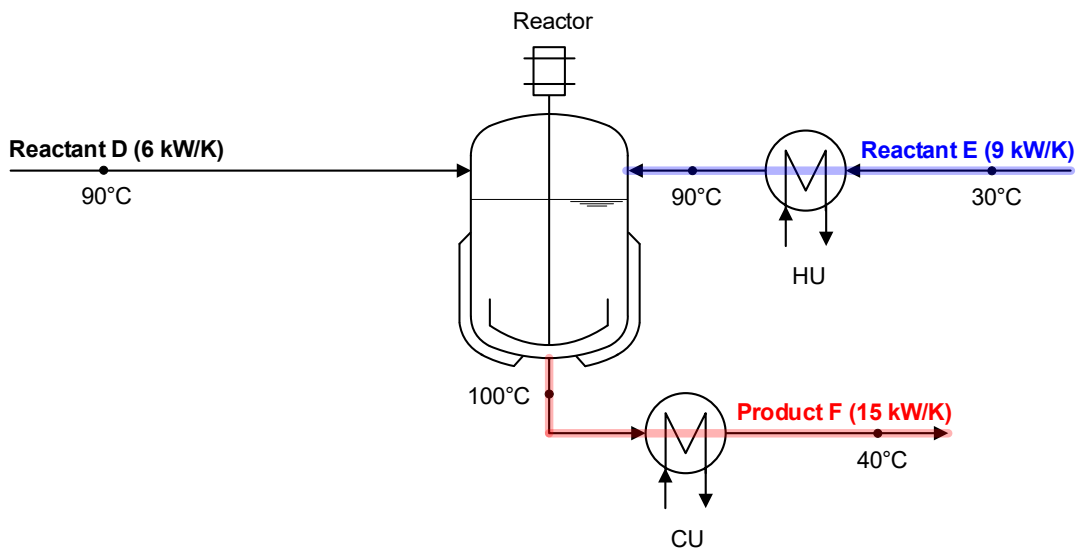 Reactor
Reactant D (6 kW/K)
Reactant E (9 kW/K)
90°C
90°C
30°C
HU
100°C
Product F (15 kW/K)
40°C
CU